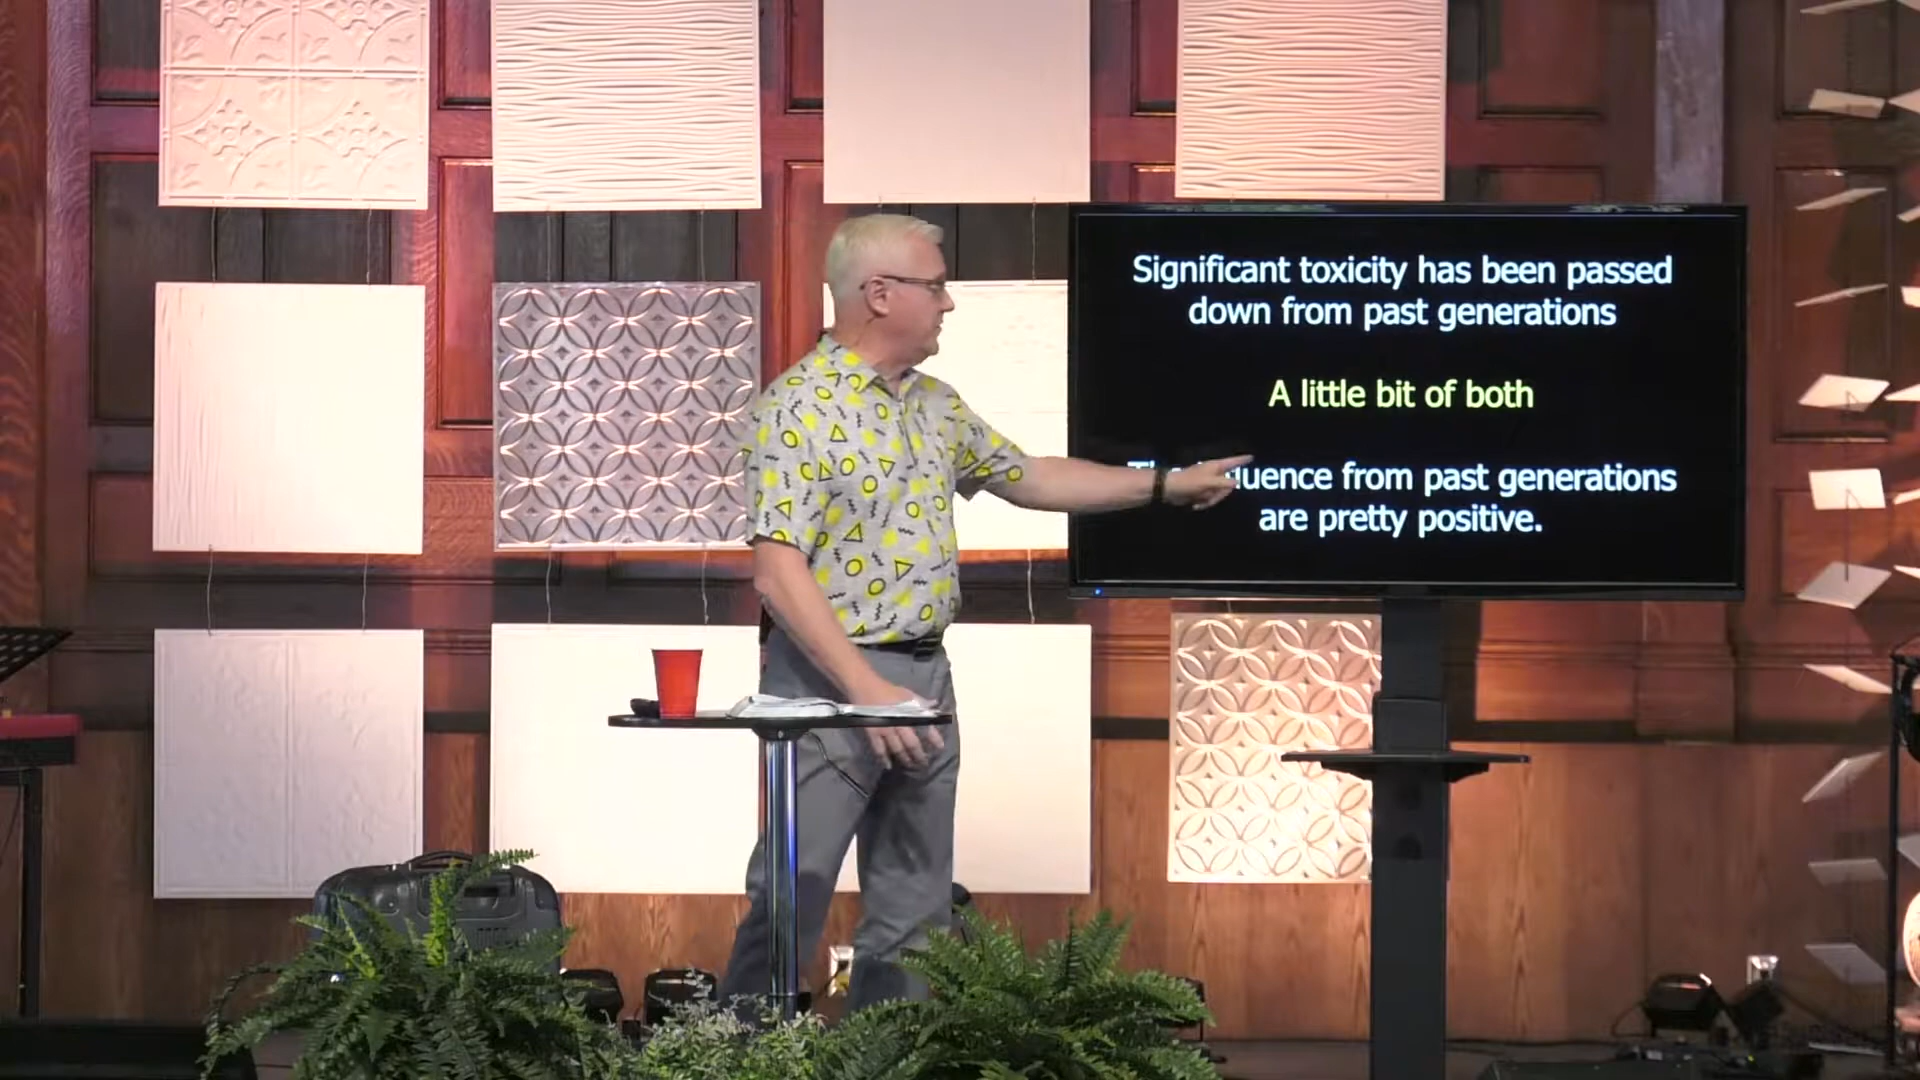 Significant toxicity has been passed
down from past generations
A little bit of both
from past generations
are pretty positive.